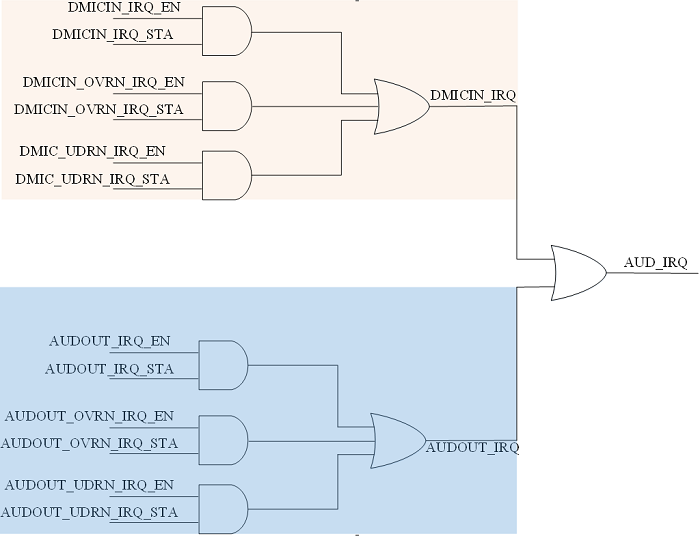 DMICIN_IRQ_EN
DMICIN_IRQ_STA
DMICIN_OVRN_IRQ_EN
DMICIN_OVRN_IRQ_STA
DMICIN_IRQ
DMIC_UDRN_IRQ_EN
DMIC_UDRN_IRQ_STA
AUD_IRQ
AUDOUT_IRQ_EN
AUDOUT_IRQ_STA
AUDOUT_OVRN_IRQ_EN
AUDOUT_OVRN_IRQ_STA
AUDOUT_IRQ
AUDOUT_UDRN_IRQ_EN
AUDOUT_UDRN_IRQ_STA